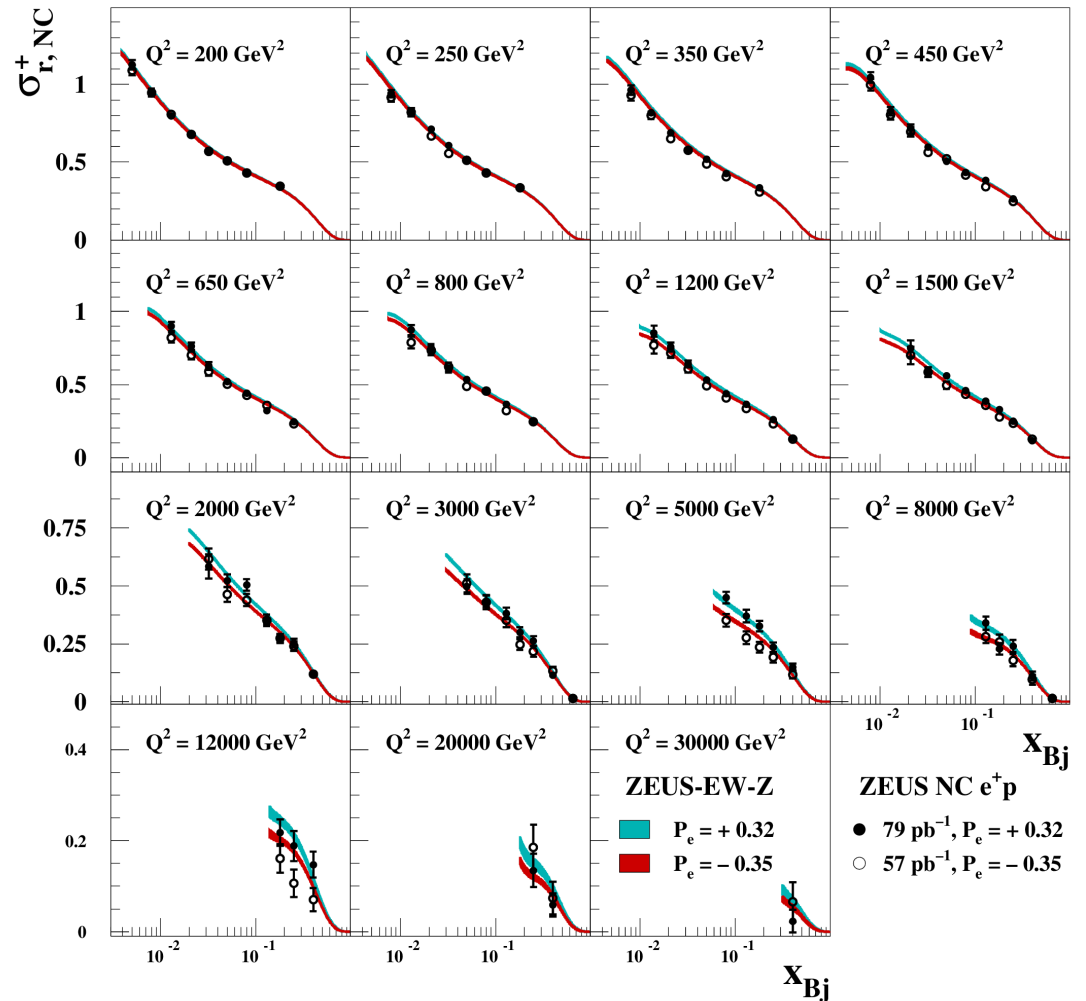 σ⁺r, NC
Q² = 200 GeV²
Q² = 250 GeV²
Q² = 350 GeV²
Q² = 450 GeV²
1
0.5
0
Q² = 650 GeV²
Q² = 800 GeV²
Q² = 1200 GeV²
Q² = 1500 GeV²
1
0.5
0
Q² = 2000 GeV²
Q² = 3000 GeV²
Q² = 5000 GeV²
Q² = 8000 GeV²
0.75
0.5
0.25
0
10⁻² 10⁻¹
xBj
Q² = 12000 GeV²
Q² = 20000 GeV²
Q² = 30000 GeV²
0.4
0.2
0
ZEUS-EW-Z
Pe = + 0.32
Pe = − 0.35
ZEUS NC e⁺p
79 pb⁻¹, Pe = + 0.32
57 pb⁻¹, Pe = − 0.35
10⁻² 10⁻¹
10⁻² 10⁻¹
10⁻² 10⁻¹
xBj